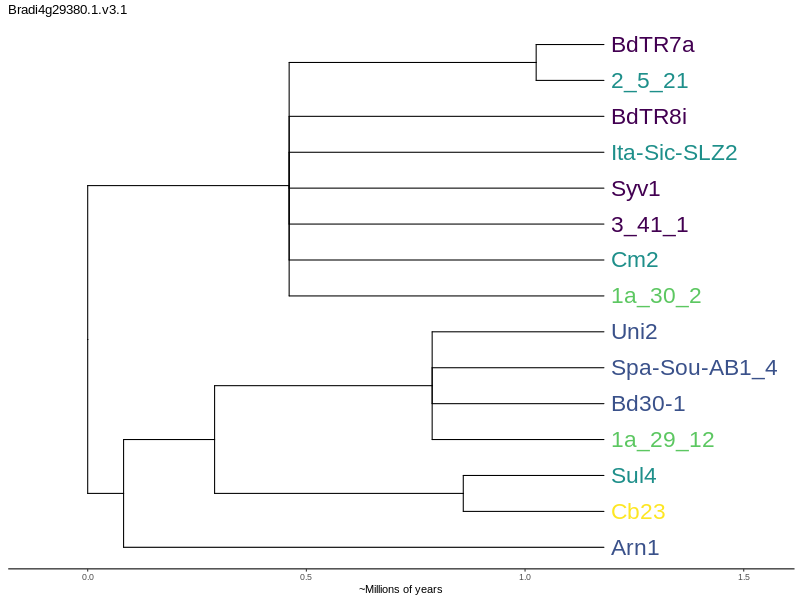 Bradi4g29380.1.v3.1
BdTR7a
2_5_21
BdTR8i
Ita-Sic-SLZ2
Syv1
3_41_1
Cm2
1a_30_2
Uni2
Spa-Sou-AB1_4
Bd30-1
1a_29_12
Sul4
Cb23
Arn1
0.0 0.5 1.0 1.5
~Millions of years